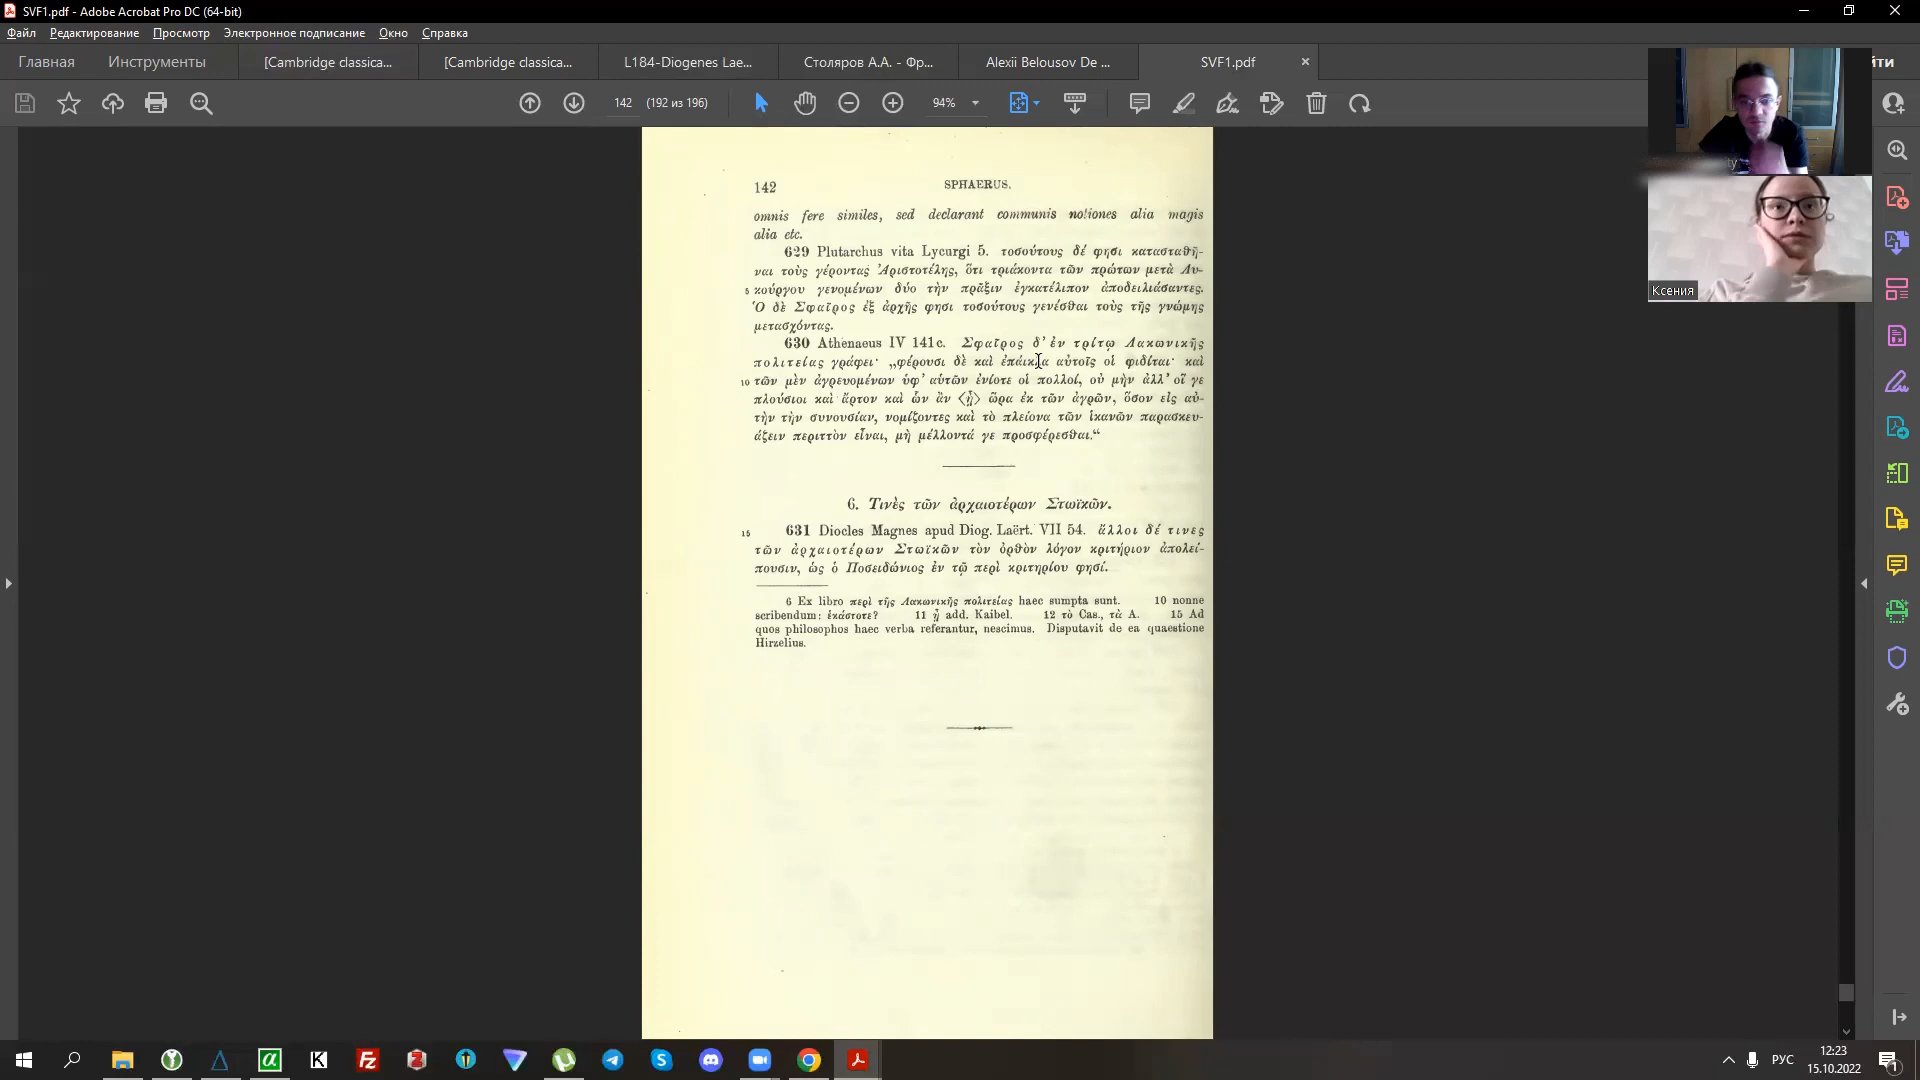 SVF1.pdf - Adobe Acrobat Pro DC (64-bit)
Файл Редактирование Просмотр Электронное подписание Окно Справка
Главная Инструменты [Cambridge classica... [Cambridge classica... L184-Diogenes Lae... Столяров А.А. - Фр... Alexii Belousov De ... SVF1.pdf
142 (192 из 196) 94%
142 SPHAERUS.
omnis fere similes, sed declarant communis notiones alia magis
alia etc.
629 Plutarchus vita Lycurgi 5. τοσούτους δέ φησι κατασταθῆ-
ναι τοὺς γέροντας Ἀριστοτέλης, ὅτι τριάκοντα τῶν πρώτων μετὰ Λυ-
5 κούργου γενομένων δύο τὴν πρᾶξιν ἐγκατέλιπον ἀποδειλιάσαντες.
Ὁ δὲ Σφαῖρος ἐξ ἀρχῆς φησι τοσούτους γενέσθαι τοὺς τῆς γνώμης
μετασχόντας.
630 Athenaeus IV 141c. Σφαῖρος δ' ἐν τρίτῳ Λακωνικῆς
πολιτείας γράφει· „φέρουσι δὲ καὶ ἐπάικλα αὐτοῖς οἱ φιδίται· καὶ
10 τῶν μὲν ἀγρευομένων ὑφ' αὑτῶν ἐνίοτε οἱ πολλοί, οὐ μὴν ἀλλ' οἵ γε
πλούσιοι καὶ ἄρτον καὶ ὧν ἂν ⟨ᾖ⟩ ὥρα ἐκ τῶν ἀγρῶν, ὅσον εἰς αὐ-
τὴν τὴν συνουσίαν, νομίζοντες καὶ τὸ πλείονα τῶν ἱκανῶν παρασκευ-
άζειν περιττὸν εἶναι, μὴ μέλλοντά γε προσφέρεσθαι.“
6. Τινὲς τῶν ἀρχαιοτέρων Στωϊκῶν.
15 631 Diocles Magnes apud Diog. Laërt. VII 54. ἄλλοι δέ τινες
τῶν ἀρχαιοτέρων Στωϊκῶν τὸν ὀρθὸν λόγον κριτήριον ἀπολεί-
πουσιν, ὡς ὁ Ποσειδώνιος ἐν τῷ περὶ κριτηρίου φησί.
6 Ex libro περὶ τῆς Λακωνικῆς πολιτείας haec sumpta sunt. 10 nonne
scribendum: ἑκάστοτε? 11 ᾖ add. Kaibel. 12 τὸ Cas., τὰ A. 15 Ad
quos philosophos haec verba referantur, nescimus. Disputavit de ea quaestione
Hirzelius.
Ксения
РУС
12:23
15.10.2022